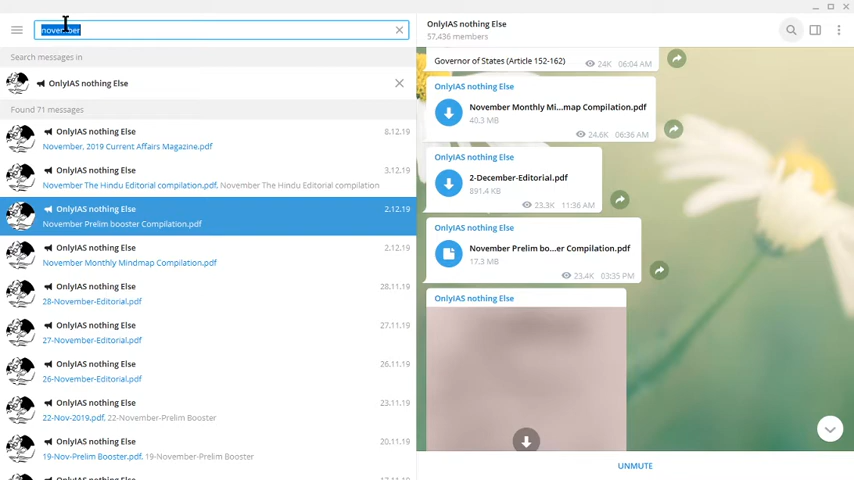 november
Search messages in
OnlyIAS nothing Else
Found 71 messages
OnlyIAS nothing Else 8.12.19
November, 2019 Current Affairs Magazine.pdf
OnlyIAS nothing Else 3.12.19
November The Hindu Editorial compilation.pdf, November The Hindu Editorial compilation
OnlyIAS nothing Else 2.12.19
November Prelim booster Compilation.pdf
OnlyIAS nothing Else 2.12.19
November Monthly Mindmap Compilation.pdf
OnlyIAS nothing Else 28.11.19
28-November-Editorial.pdf
OnlyIAS nothing Else 27.11.19
27-November-Editorial.pdf
OnlyIAS nothing Else 26.11.19
26-November-Editorial.pdf
OnlyIAS nothing Else 23.11.19
22-Nov-2019.pdf, 22-November-Prelim Booster
OnlyIAS nothing Else 20.11.19
19-Nov-Prelim Booster.pdf, 19-November-Prelim Booster
OnlyIAS nothing Else
OnlyIAS nothing Else
57,436 members
Governor of States (Article 152-162) 24K 06:04 AM
OnlyIAS nothing Else
November Monthly Mi...map Compilation.pdf
40.3 MB
24.6K 06:36 AM
OnlyIAS nothing Else
2-December-Editorial.pdf
891.4 KB
23.3K 11:36 AM
OnlyIAS nothing Else
November Prelim bo...er Compilation.pdf
17.3 MB
23.4K 03:35 PM
OnlyIAS nothing Else
UNMUTE